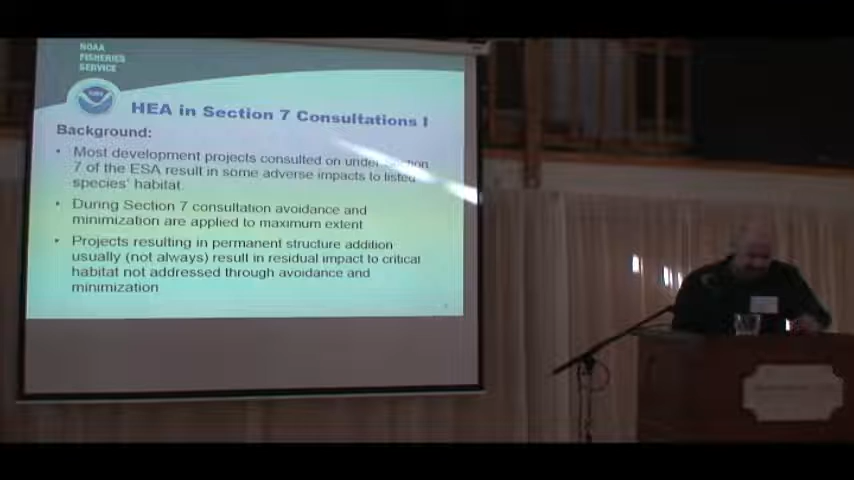 NOAA
FISHERIES
SERVICE
HEA in Section 7 Consultations I
Background:
• Most development projects consulted on under
7 of the ESA result in some adverse impacts to listed
species' habitat.
• During Section 7 consultation avoidance and
minimization are applied to maximum extent
• Projects resulting in permanent structure addition
usually (not always) result in residual impact to critical
habitat not addressed through avoidance and
minimization